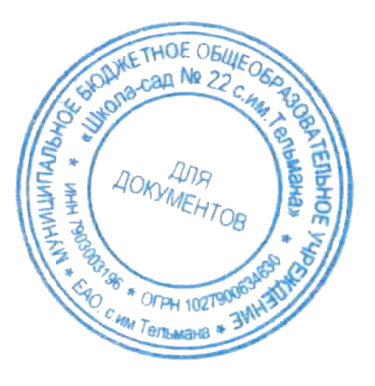 МУНИЦИПАЛЬНОЕ БЮДЖЕТНОЕ ОБЩЕОБРАЗОВАТЕЛЬНОЕ УЧРЕЖДЕНИЕ
* ЕАО, с.им Тельмана *
«Школа-сад № 22 с.им.Тельмана»
* ИНН 7903003196 * ОГРН 1027900634630 *
ДЛЯ
ДОКУМЕНТОВ